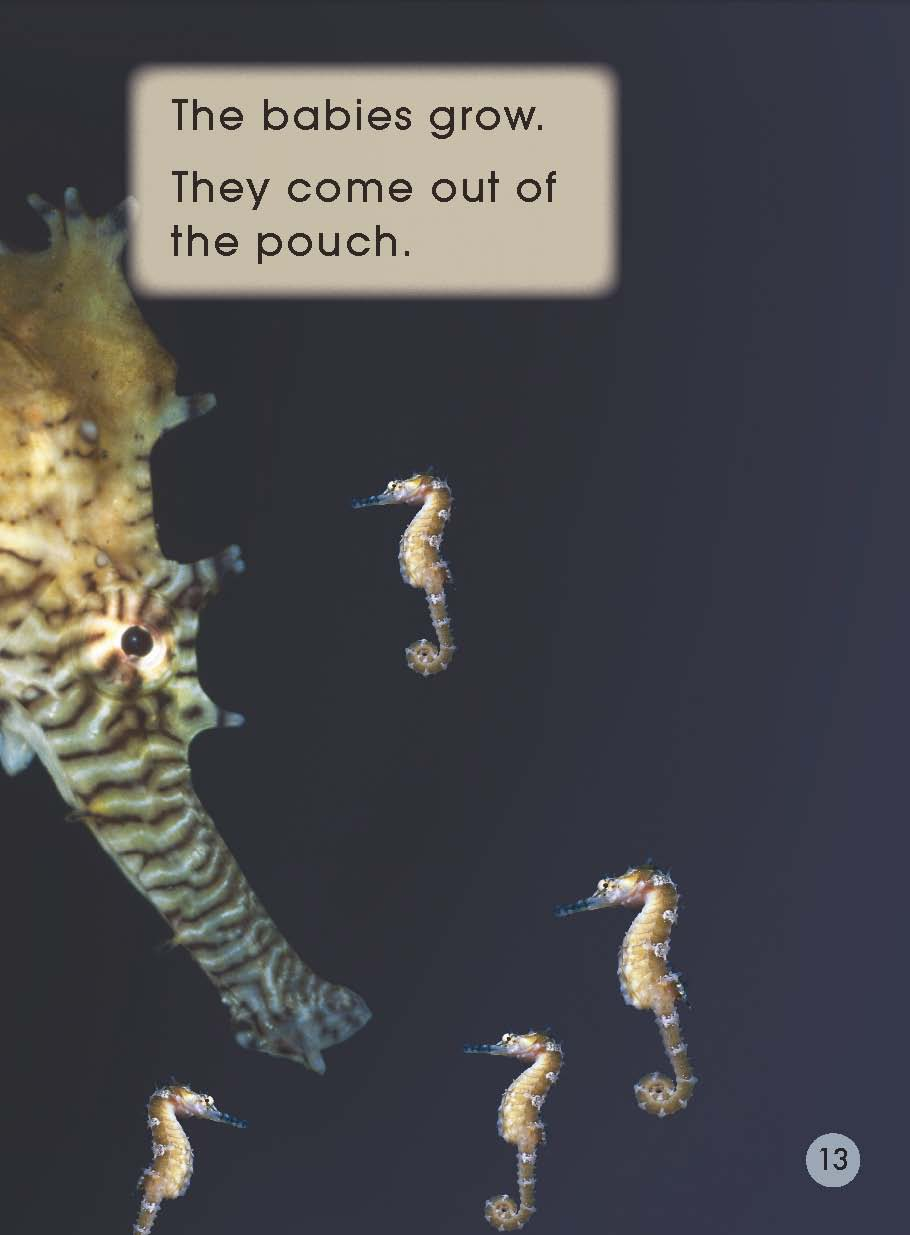 The babies grow.
They come out of
the pouch.
13